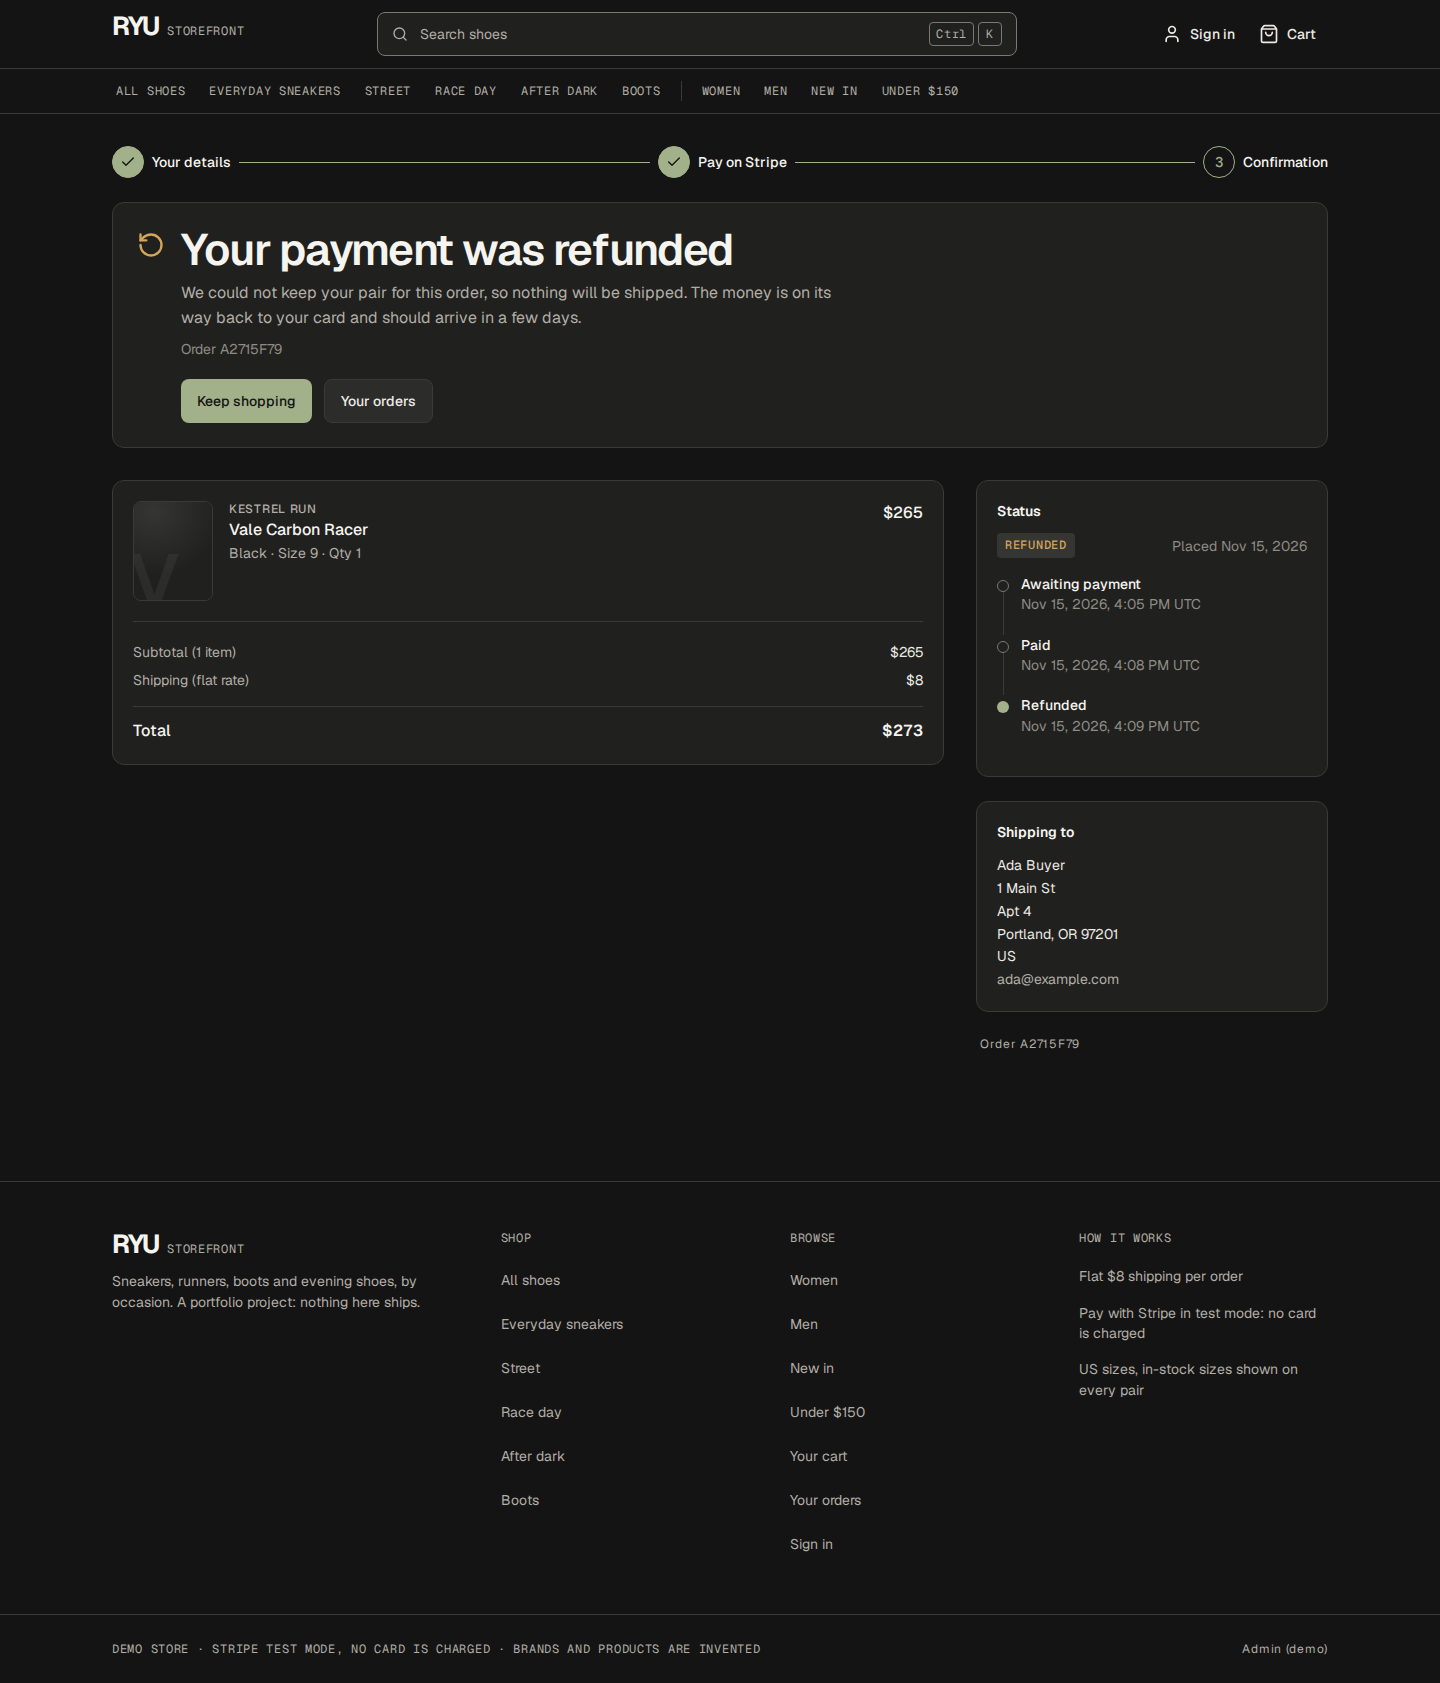 RYU STOREFRONT
Search shoes
Ctrl K
Sign in
Cart
ALL SHOES EVERYDAY SNEAKERS STREET RACE DAY AFTER DARK BOOTS WOMEN MEN NEW IN UNDER $150
Your details
Pay on Stripe
3 Confirmation
Your payment was refunded
We could not keep your pair for this order, so nothing will be shipped. The money is on its
way back to your card and should arrive in a few days.
Order A2715F79
Keep shopping
Your orders
V
KESTREL RUN
Vale Carbon Racer
Black · Size 9 · Qty 1
$265
Subtotal (1 item) $265
Shipping (flat rate) $8
Total $273
Status
REFUNDED
Placed Nov 15, 2026
Awaiting payment
Nov 15, 2026, 4:05 PM UTC
Paid
Nov 15, 2026, 4:08 PM UTC
Refunded
Nov 15, 2026, 4:09 PM UTC
Shipping to
Ada Buyer
1 Main St
Apt 4
Portland, OR 97201
US
ada@example.com
Order A2715F79
RYU STOREFRONT
Sneakers, runners, boots and evening shoes, by
occasion. A portfolio project: nothing here ships.
SHOP
All shoes
Everyday sneakers
Street
Race day
After dark
Boots
BROWSE
Women
Men
New in
Under $150
Your cart
Your orders
Sign in
HOW IT WORKS
Flat $8 shipping per order
Pay with Stripe in test mode: no card
is charged
US sizes, in-stock sizes shown on
every pair
DEMO STORE · STRIPE TEST MODE, NO CARD IS CHARGED · BRANDS AND PRODUCTS ARE INVENTED
Admin (demo)